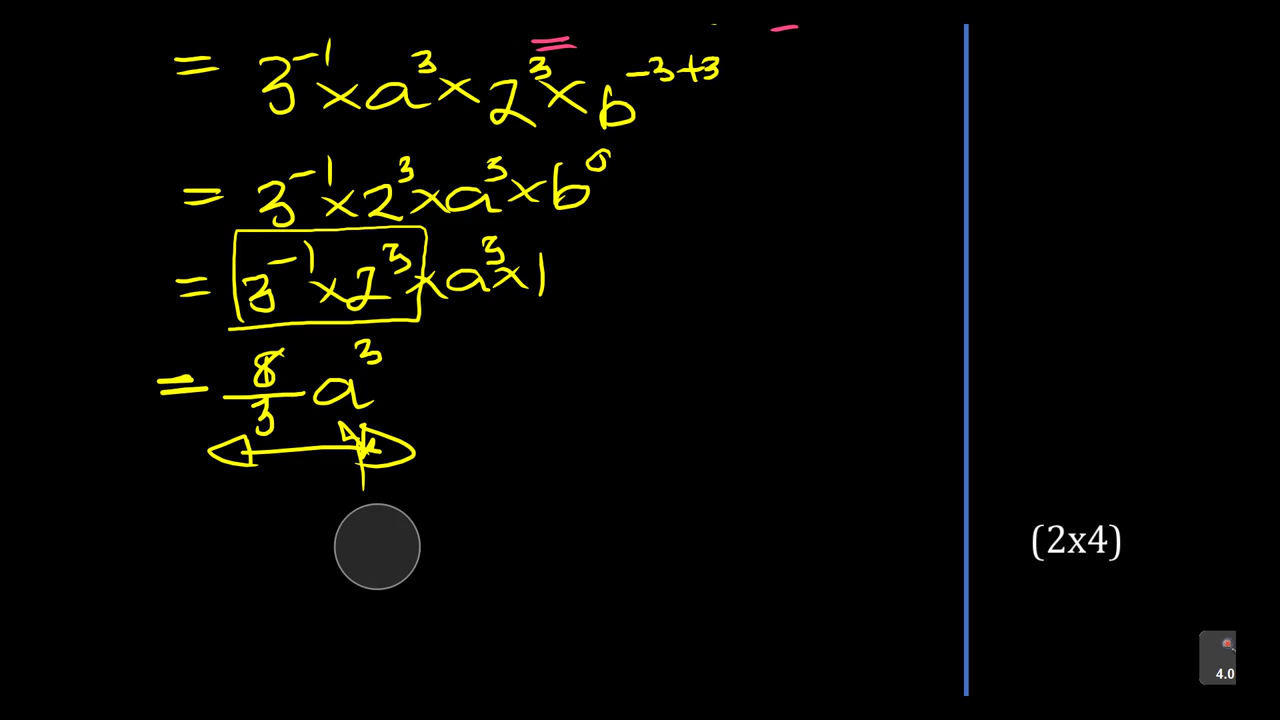 = 3⁻¹ × a³ × 2³ × b⁻³⁺³
= 3⁻¹ × 2³ × a³ × b⁰
= 3⁻¹ × 2³ × a³ × 1
= 8/3 a³
(2x4)
4.0